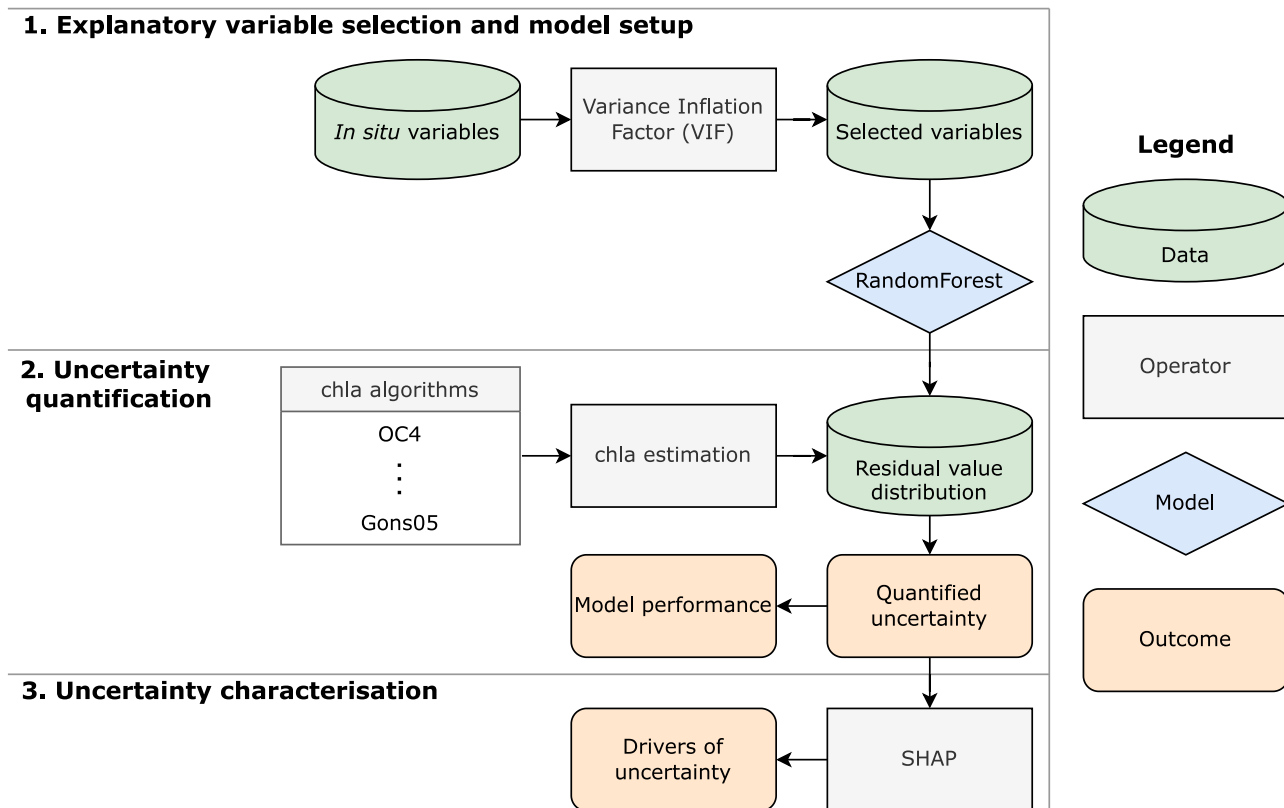 1. Explanatory variable selection and model setup
In situ variables
Variance Inflation
Factor (VIF)
Selected variables
RandomForest
2. Uncertainty
quantification
chla algorithms
OC4
.
.
.
Gons05
chla estimation
Residual value
distribution
Model performance
Quantified
uncertainty
3. Uncertainty characterisation
Drivers of
uncertainty
SHAP
Legend
Data
Operator
Model
Outcome